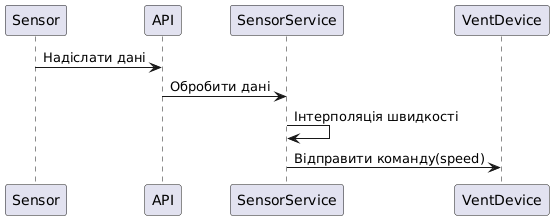 Sensor API SensorService VentDevice
Надіслати дані
Обробити дані
Інтерполяція швидкості
Відправити команду(speed)
Sensor API SensorService VentDevice